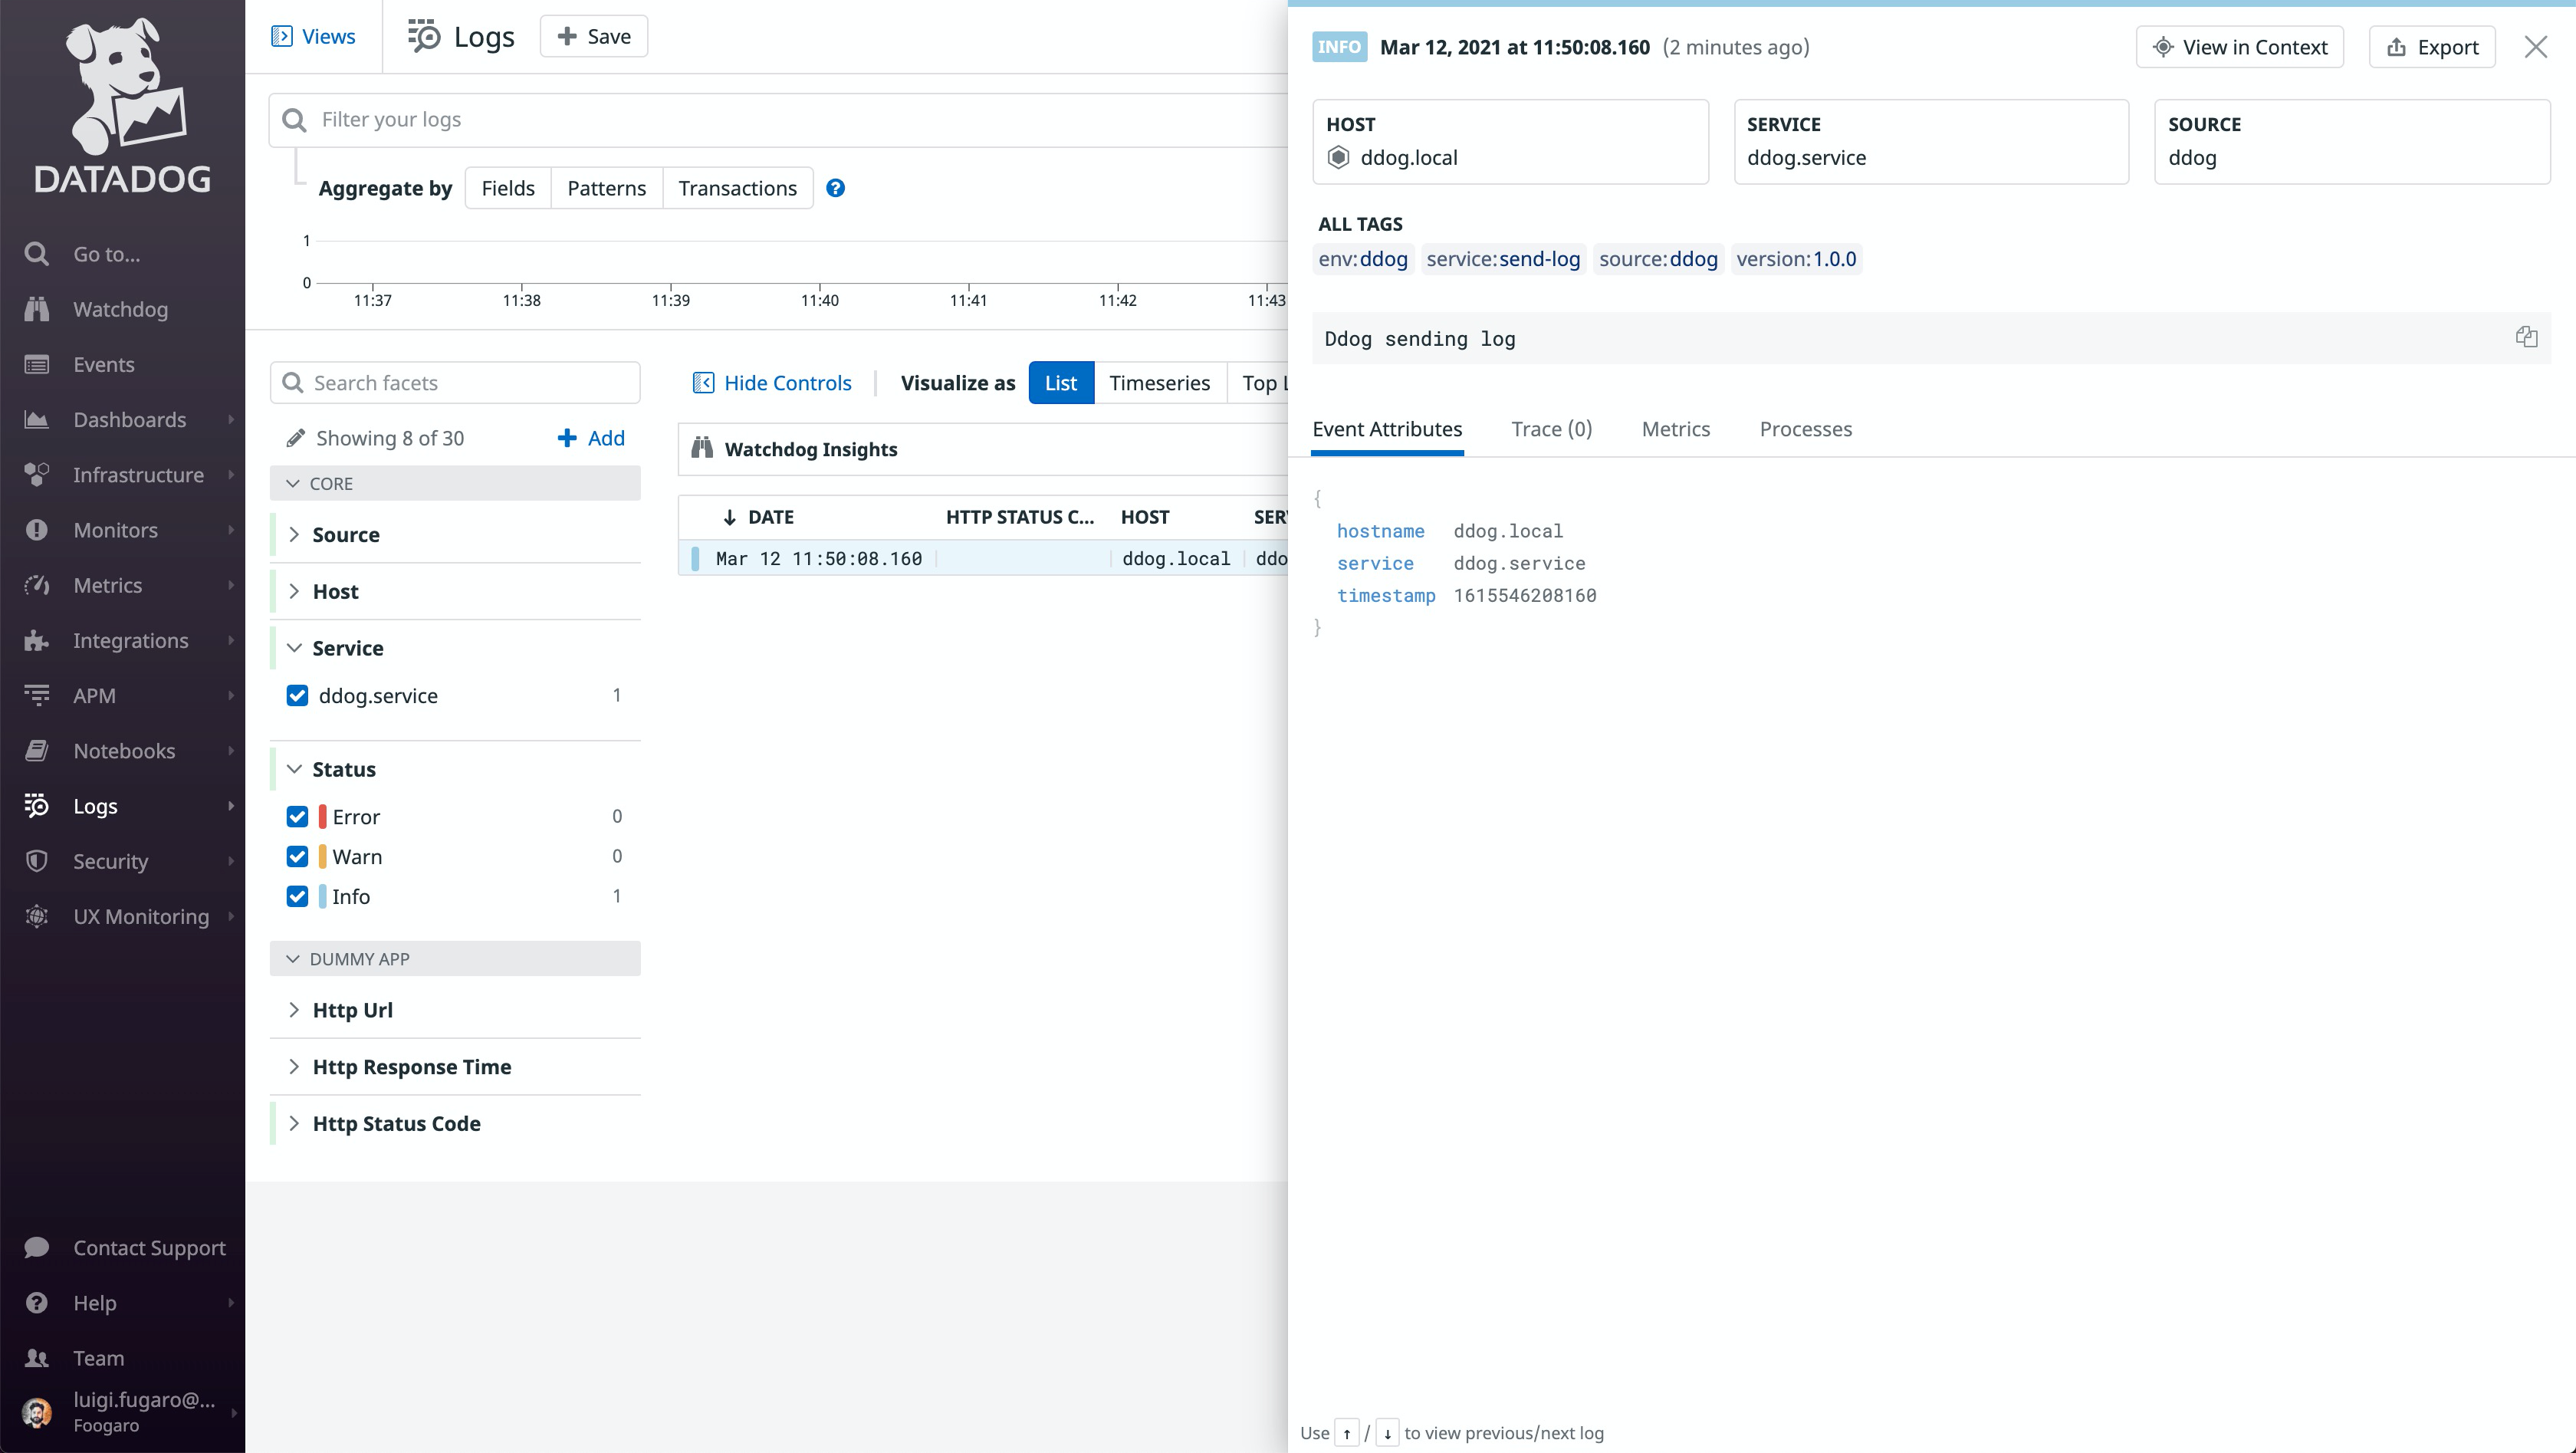 DATADOG
Go to...
Watchdog
Events
Dashboards
Infrastructure
Monitors
Metrics
Integrations
APM
Notebooks
Logs
Security
UX Monitoring
Contact Support
Help
Team
luigi.fugaro@...
Foogaro
Views
Logs
Save
Filter your logs
Aggregate by Fields Patterns Transactions ?
1
0
11:37 11:38 11:39 11:40 11:41 11:42 11:43
Search facets
Showing 8 of 30 Add
CORE
Source
Host
Service
ddog.service 1
Status
Error 0
Warn 0
Info 1
DUMMY APP
Http Url
Http Response Time
Http Status Code
Hide Controls Visualize as List Timeseries Top L
Watchdog Insights
DATE HTTP STATUS C... HOST SER
Mar 12 11:50:08.160 ddog.local ddo
INFO Mar 12, 2021 at 11:50:08.160 (2 minutes ago) View in Context Export
HOST
ddog.local
SERVICE
ddog.service
SOURCE
ddog
ALL TAGS
env:ddog service:send-log source:ddog version:1.0.0
Ddog sending log
Event Attributes Trace (0) Metrics Processes
{
hostname ddog.local
service ddog.service
timestamp 1615546208160
}
Use ↑ / ↓ to view previous/next log